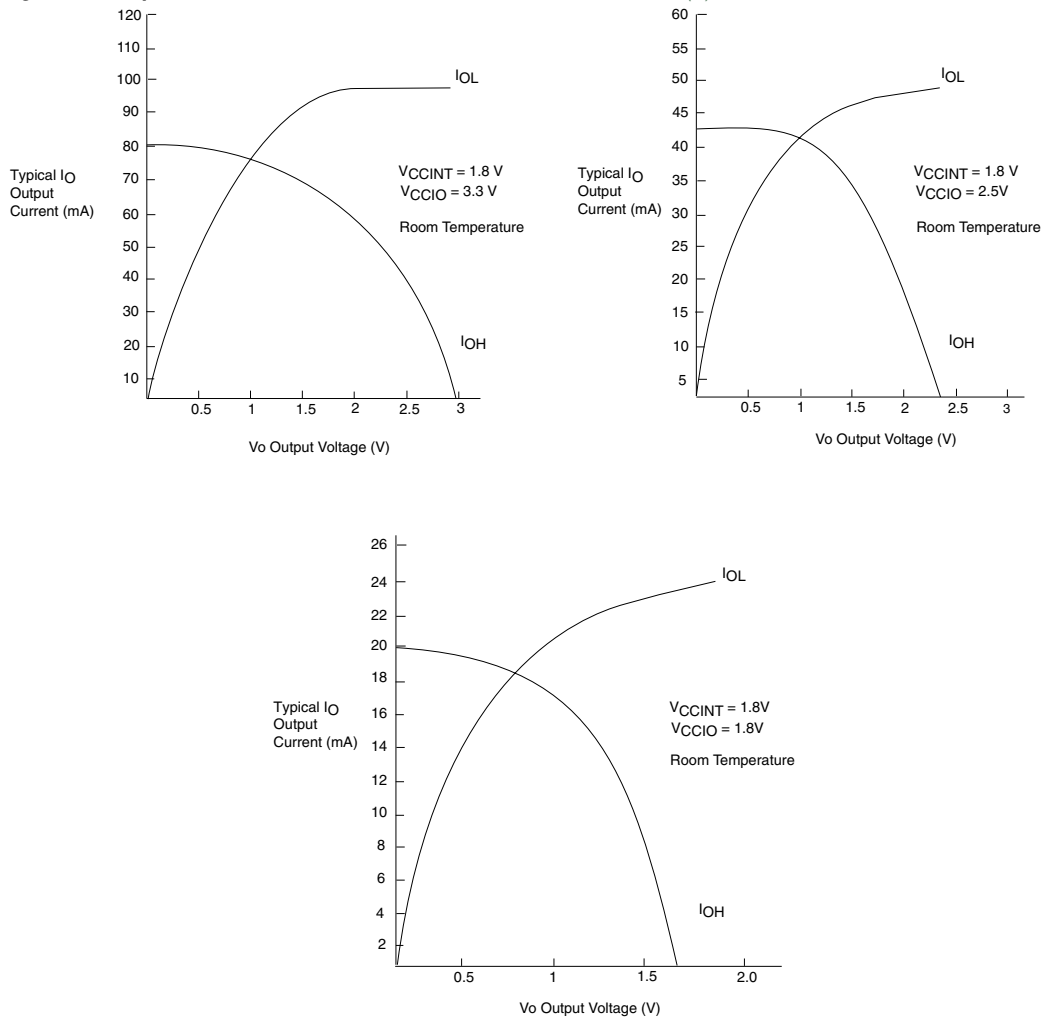 120
110
100
90
80
70
60
50
40
30
20
10
IOL
IOH
Typical IO
Output
Current (mA)
VCCINT = 1.8 V
VCCIO = 3.3 V
Room Temperature
0.5 1 1.5 2 2.5 3
Vo Output Voltage (V)
60
55
50
45
40
35
30
25
20
15
10
5
IOL
IOH
Typical IO
Output
Current (mA)
VCCINT = 1.8 V
VCCIO = 2.5V
Room Temperature
0.5 1 1.5 2 2.5 3
Vo Output Voltage (V)
26
24
22
20
18
16
14
12
10
8
6
4
2
IOL
IOH
Typical IO
Output
Current (mA)
VCCINT = 1.8V
VCCIO = 1.8V
Room Temperature
0.5 1 1.5 2.0
Vo Output Voltage (V)